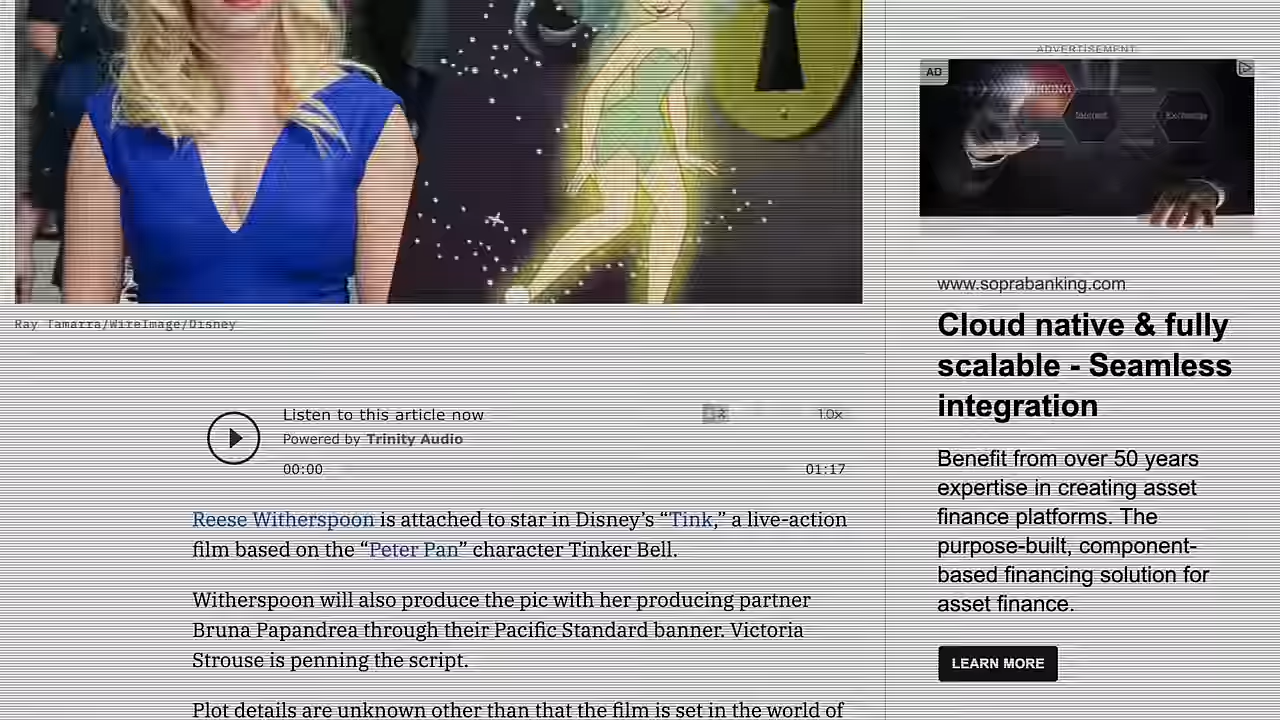 Ray Tamarra/WireImage/Disney
Listen to this article now
1.0x
Powered by Trinity Audio
00:00
01:17
Reese Witherspoon is attached to star in Disney’s “Tink,” a live-action
film based on the “Peter Pan” character Tinker Bell.
Witherspoon will also produce the pic with her producing partner
Bruna Papandrea through their Pacific Standard banner. Victoria
Strouse is penning the script.
Plot details are unknown other than that the film is set in the world of
ADVERTISEMENT
AD
www.soprabanking.com
Cloud native & fully
scalable - Seamless
integration
Benefit from over 50 years
expertise in creating asset
finance platforms. The
purpose-built, component-
based financing solution for
asset finance.
LEARN MORE